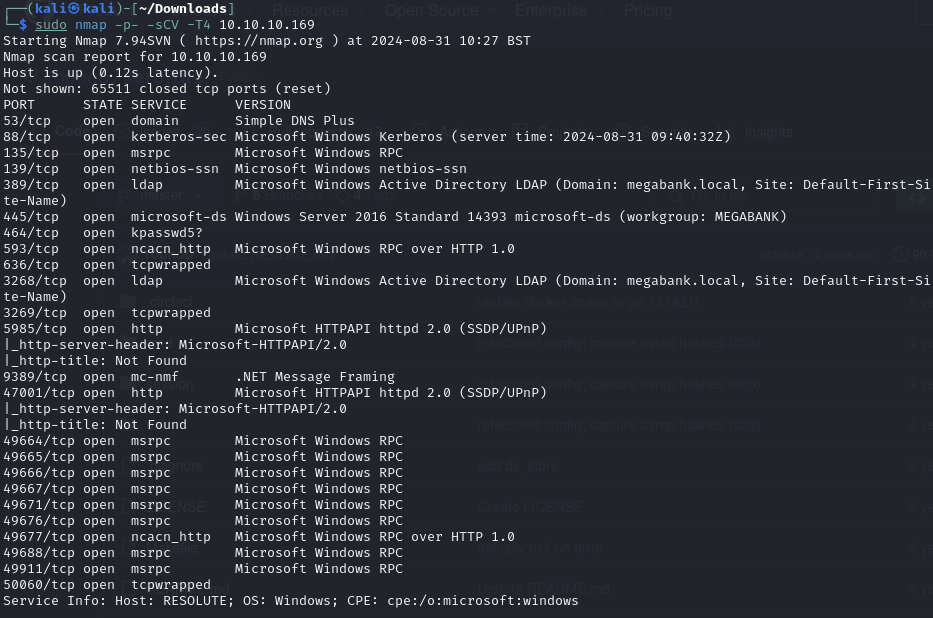 Resources Open Source Enterprise Pricing
┌──(kali㉿kali)-[~/Downloads]
└─$ sudo nmap -p- -sCV -T4 10.10.10.169
Starting Nmap 7.94SVN ( https://nmap.org ) at 2024-08-31 10:27 BST
Nmap scan report for 10.10.10.169
Host is up (0.12s latency).
Not shown: 65511 closed tcp ports (reset)
PORT      STATE SERVICE      VERSION
53/tcp    open  domain       Simple DNS Plus
88/tcp    open  kerberos-sec Microsoft Windows Kerberos (server time: 2024-08-31 09:40:32Z)
135/tcp   open  msrpc        Microsoft Windows RPC
139/tcp   open  netbios-ssn  Microsoft Windows netbios-ssn
389/tcp   open  ldap         Microsoft Windows Active Directory LDAP (Domain: megabank.local, Site: Default-First-Si
te-Name)
445/tcp   open  microsoft-ds Windows Server 2016 Standard 14393 microsoft-ds (workgroup: MEGABANK)
464/tcp   open  kpasswd5?
593/tcp   open  ncacn_http   Microsoft Windows RPC over HTTP 1.0
636/tcp   open  tcpwrapped
3268/tcp  open  ldap         Microsoft Windows Active Directory LDAP (Domain: megabank.local, Site: Default-First-Si
te-Name)
3269/tcp  open  tcpwrapped
5985/tcp  open  http         Microsoft HTTPAPI httpd 2.0 (SSDP/UPnP)
|_http-server-header: Microsoft-HTTPAPI/2.0
|_http-title: Not Found
9389/tcp  open  mc-nmf       .NET Message Framing
47001/tcp open  http         Microsoft HTTPAPI httpd 2.0 (SSDP/UPnP)
|_http-server-header: Microsoft-HTTPAPI/2.0
|_http-title: Not Found
49664/tcp open  msrpc        Microsoft Windows RPC
49665/tcp open  msrpc        Microsoft Windows RPC
49666/tcp open  msrpc        Microsoft Windows RPC
49667/tcp open  msrpc        Microsoft Windows RPC
49671/tcp open  msrpc        Microsoft Windows RPC
49676/tcp open  msrpc        Microsoft Windows RPC
49677/tcp open  ncacn_http   Microsoft Windows RPC over HTTP 1.0
49688/tcp open  msrpc        Microsoft Windows RPC
49911/tcp open  msrpc        Microsoft Windows RPC
50060/tcp open  tcpwrapped
Service Info: Host: RESOLUTE; OS: Windows; CPE: cpe:/o:microsoft:windows